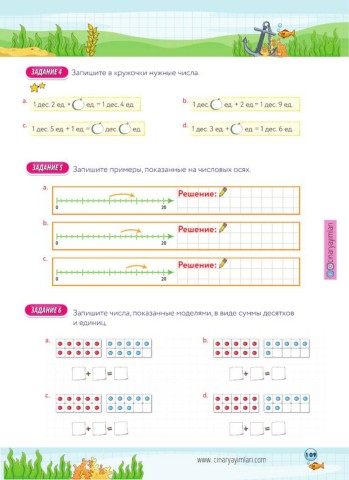 ЗАДАНИЕ 4 Запишите в кружочки нужные числа.
a. 1 дес. 2 ед. + ед. = 1 дес. 4 ед.
b. 1 дес. ед. + 2 ед = 1 дес. 9 ед.
c. 1 дес. 5 ед. + 1 ед. = дес. ед.
d. 1 дес. 3 ед. + ед. = 1 дес. 6 ед.
ЗАДАНИЕ 5 Запишите примеры, показанные на числовых осях.
a.
Решение:
0 20
b.
Решение:
0 20
c.
Решение:
0 20
cinaryayimlari
ЗАДАНИЕ 6 Запишите числа, показанные моделями, в виде суммы десятков
и единиц.
a.
b.
+ =
+ =
c.
d.
+ =
+ =
www.cinaryayimlari.com
109